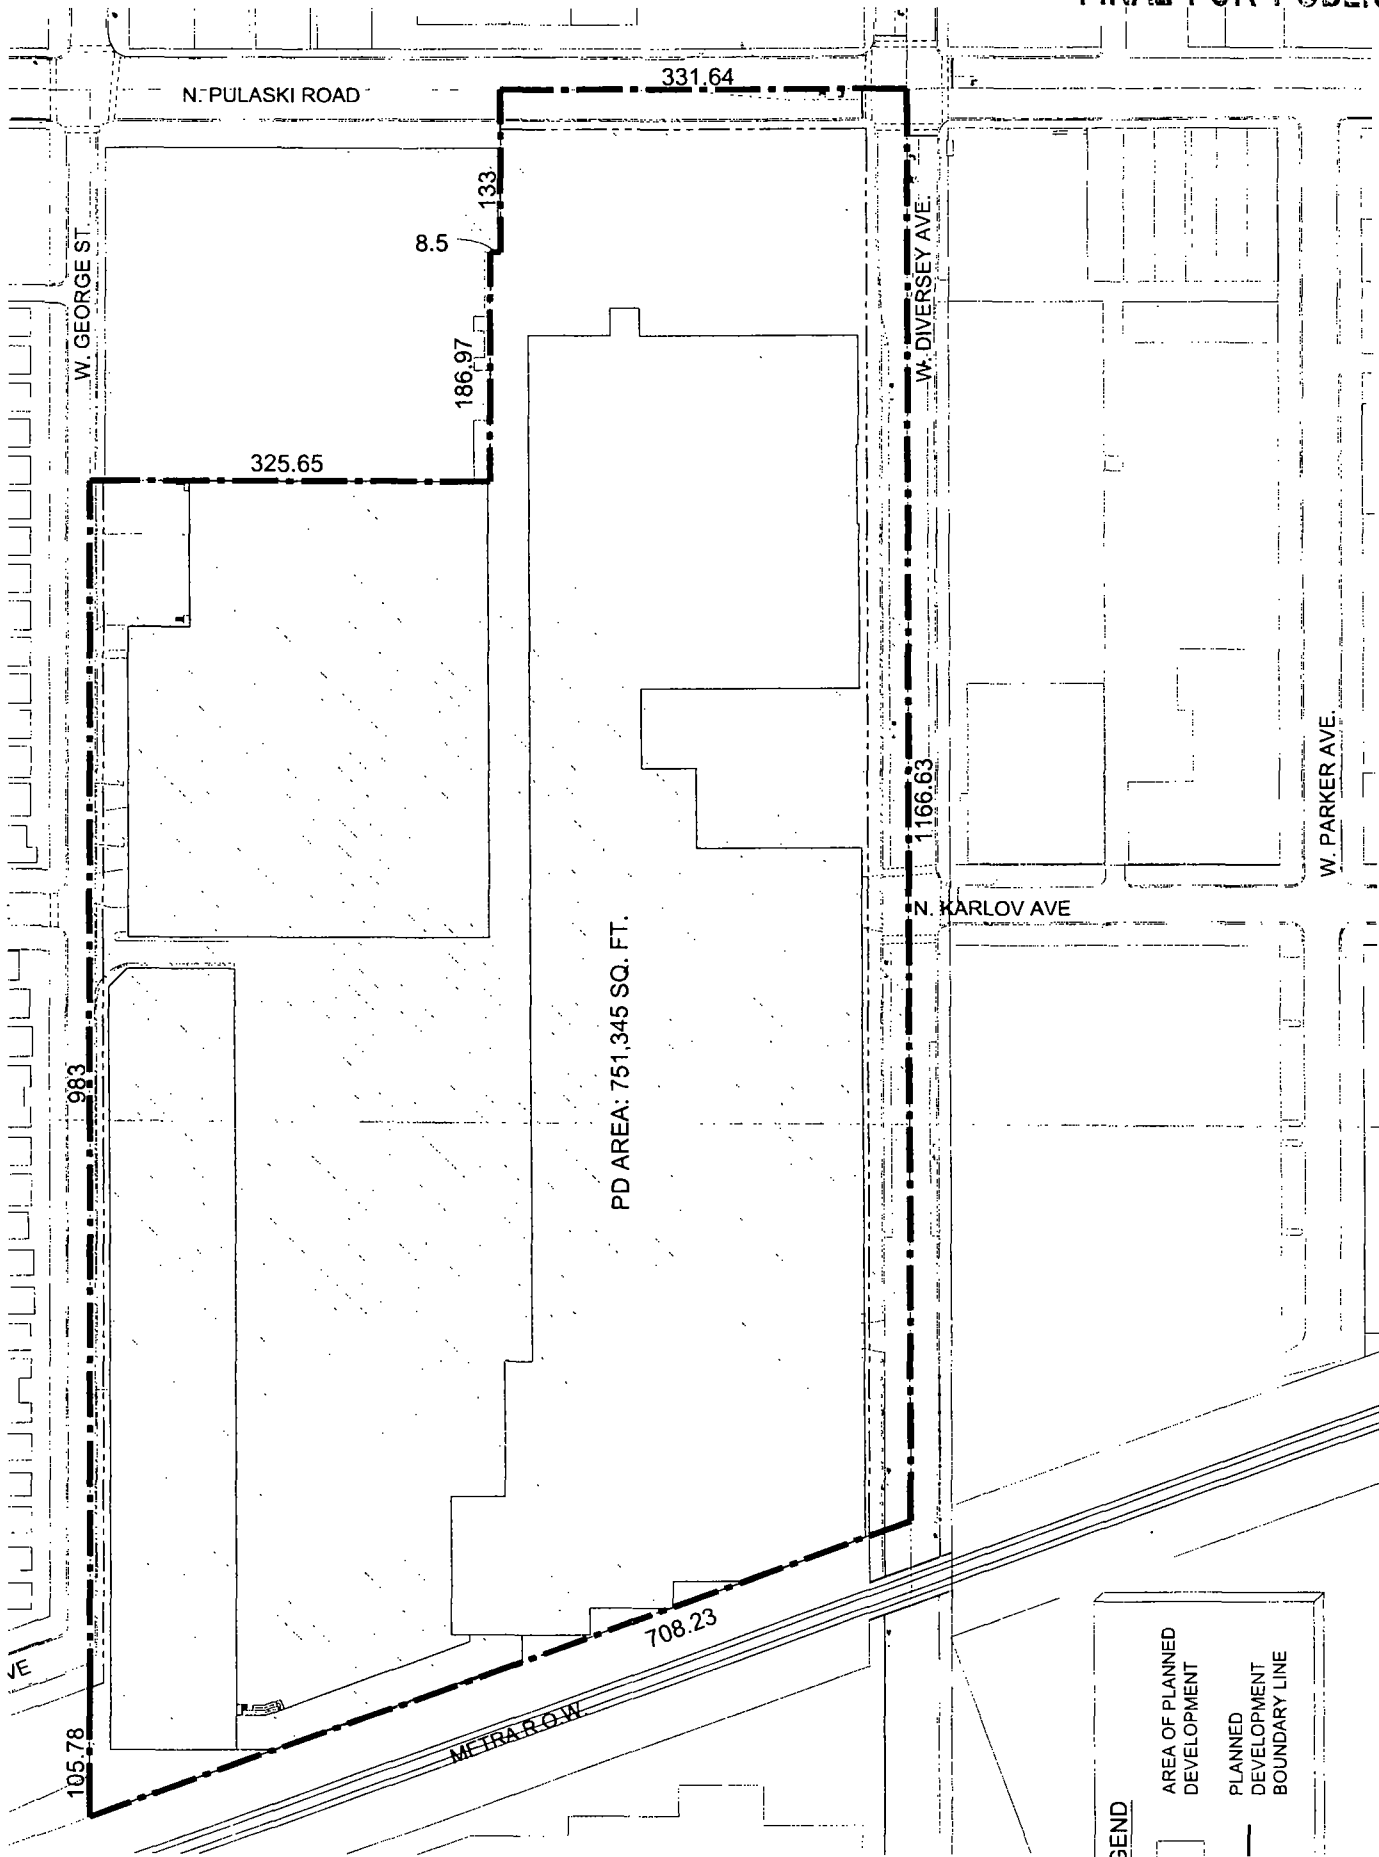 331.64
N. PULASKI ROAD
133
8.5
W. GEORGE ST.
W. DIVERSEY AVE.
186.97
325.65
1166.63
W. PARKER AVE.
N. KARLOV AVE
PD AREA: 751,345 SQ. FT.
983
708.23
METRA R.O.W.
105.78
AREA OF PLANNED
DEVELOPMENT
PLANNED
DEVELOPMENT
BOUNDARY LINE